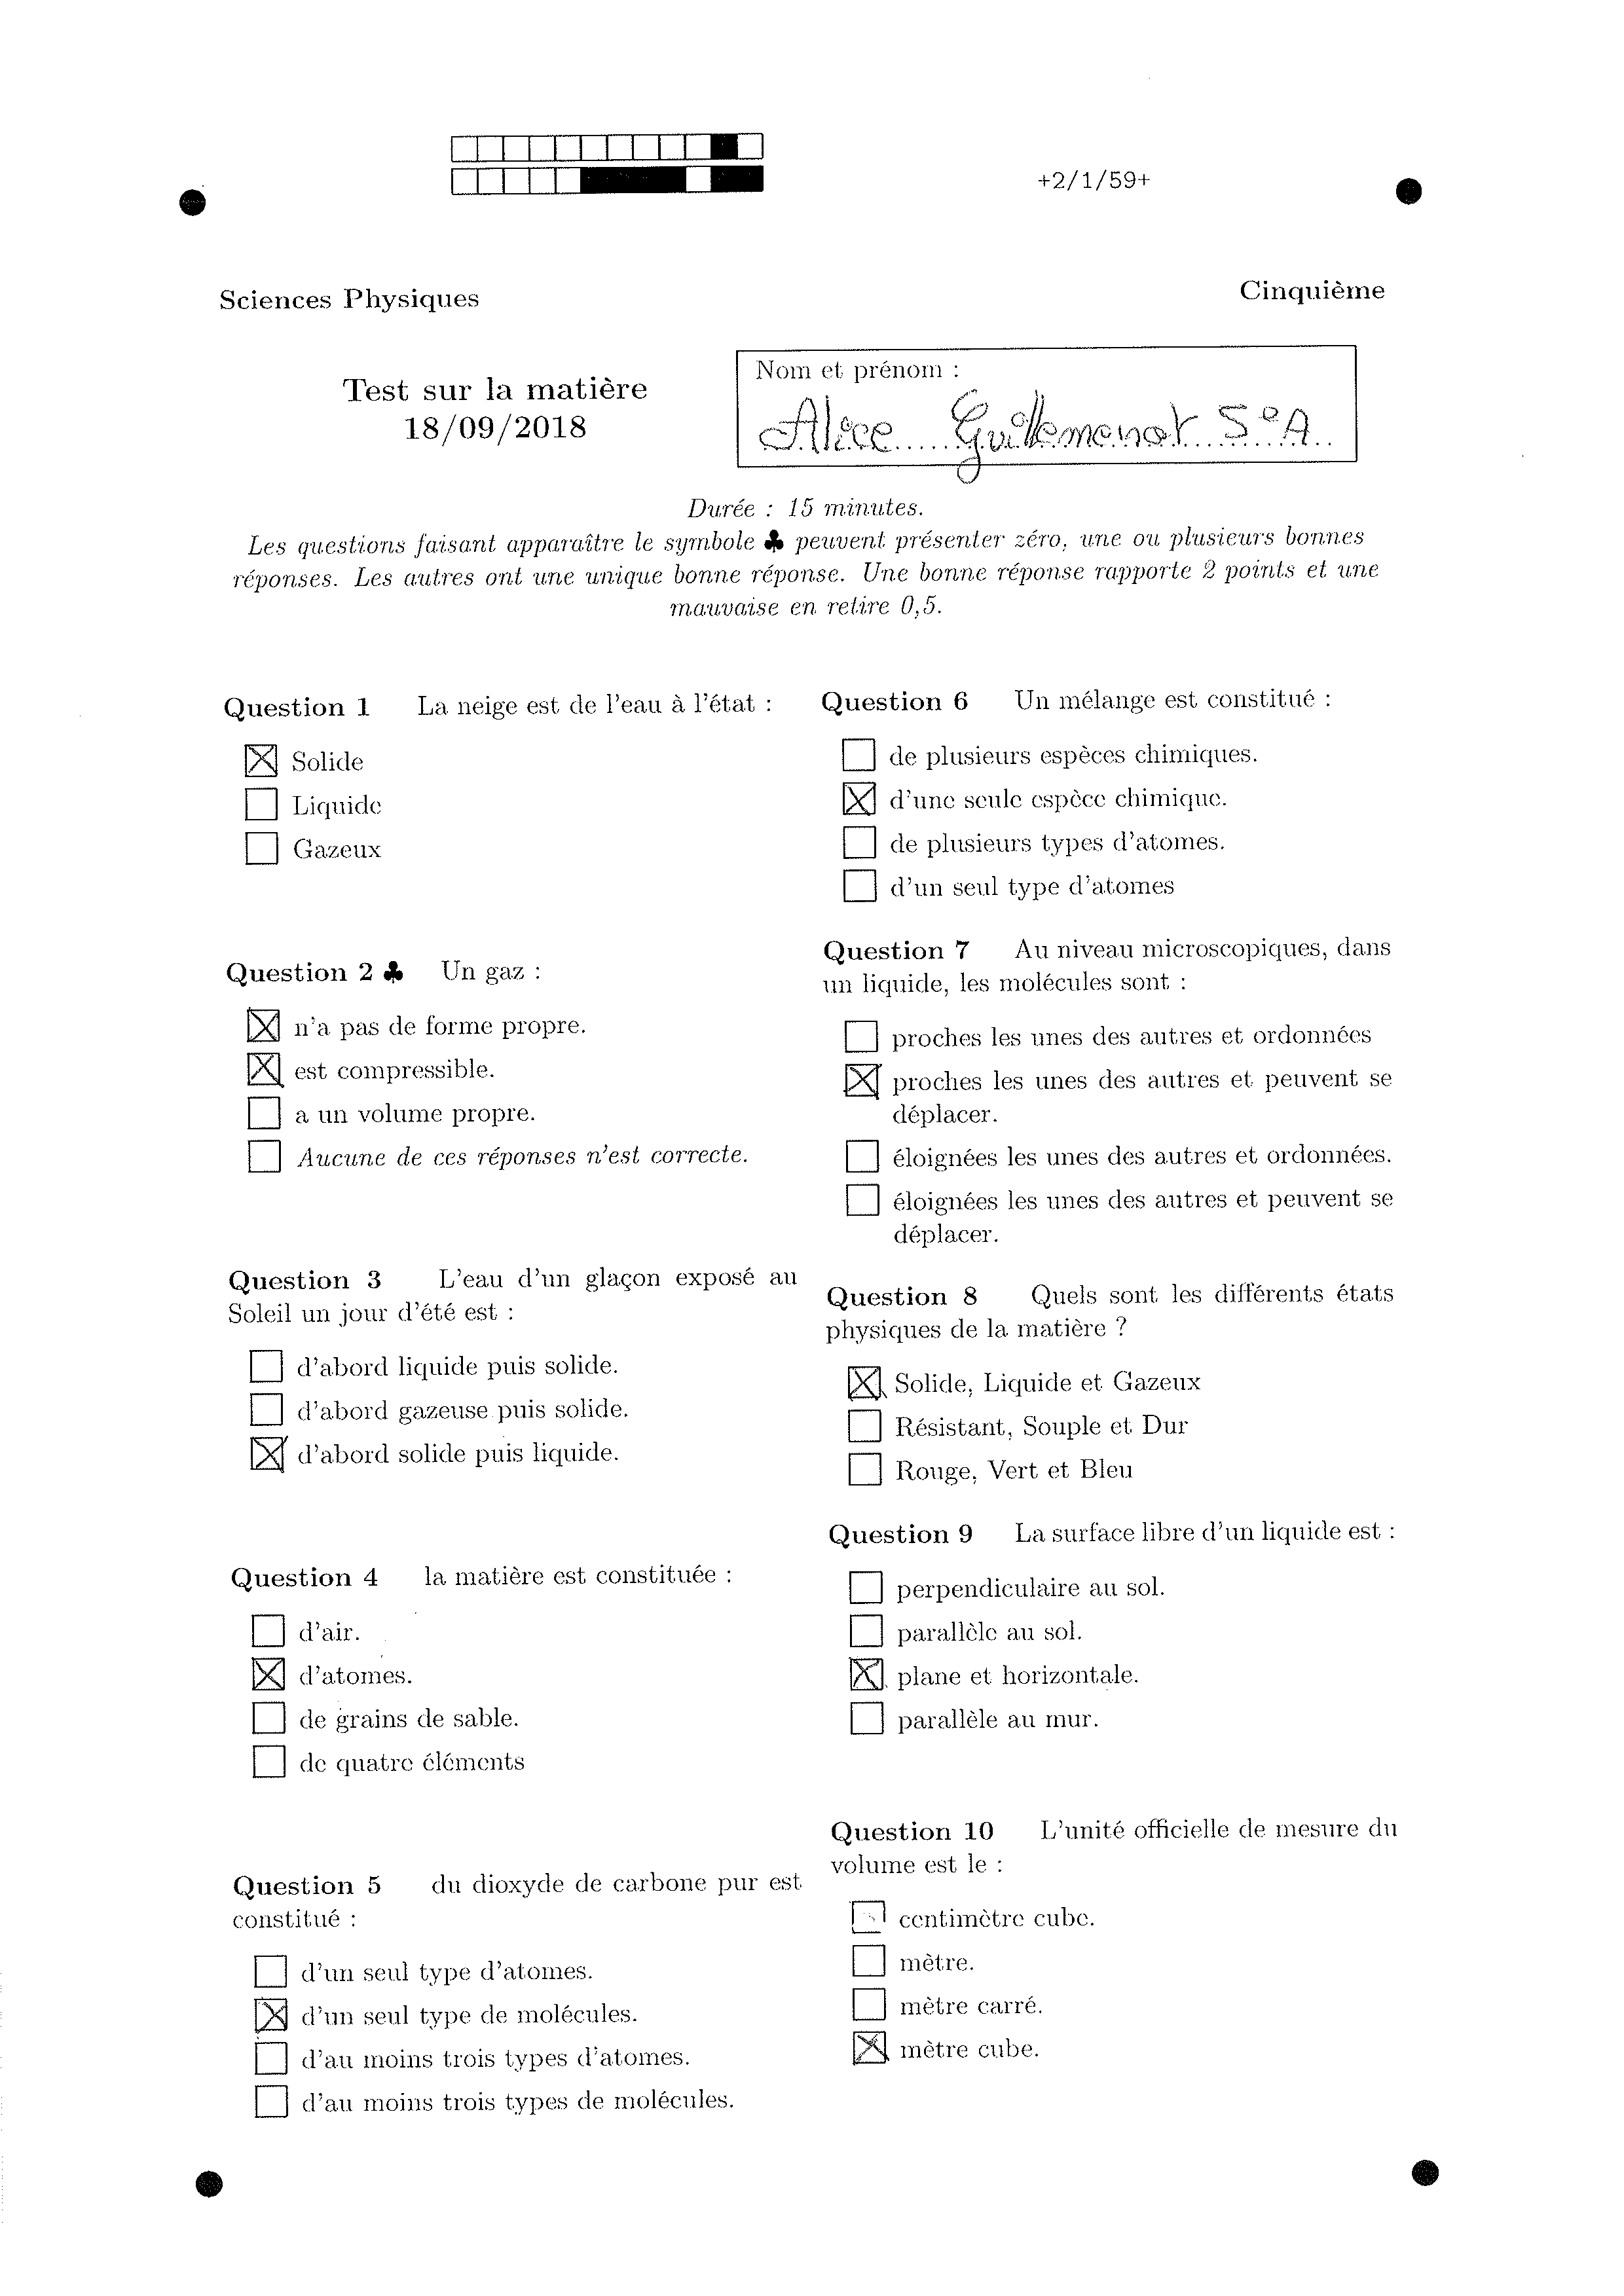 +2/1/59+
Sciences Physiques
Cinquième
Test sur la matière
18/09/2018
Nom et prénom :
Alice Guillemenot 5°A
Durée : 15 minutes.
Les questions faisant apparaître le symbole ♣ peuvent présenter zéro, une ou plusieurs bonnes
réponses. Les autres ont une unique bonne réponse. Une bonne réponse rapporte 2 points et une
mauvaise en retire 0,5.
Question 1 La neige est de l'eau à l'état :
Solide
Liquide
Gazeux
Question 2 ♣ Un gaz :
n'a pas de forme propre.
est compressible.
a un volume propre.
Aucune de ces réponses n'est correcte.
Question 3 L'eau d'un glaçon exposé au
Soleil un jour d'été est :
d'abord liquide puis solide.
d'abord gazeuse puis solide.
d'abord solide puis liquide.
Question 4 la matière est constituée :
d'air.
d'atomes.
de grains de sable.
de quatre éléments
Question 5 du dioxyde de carbone pur est
constitué :
d'un seul type d'atomes.
d'un seul type de molécules.
d'au moins trois types d'atomes.
d'au moins trois types de molécules.
Question 6 Un mélange est constitué :
de plusieurs espèces chimiques.
d'une seule espèce chimique.
de plusieurs types d'atomes.
d'un seul type d'atomes
Question 7 Au niveau microscopiques, dans
un liquide, les molécules sont :
proches les unes des autres et ordonnées
proches les unes des autres et peuvent se
déplacer.
éloignées les unes des autres et ordonnées.
éloignées les unes des autres et peuvent se
déplacer.
Question 8 Quels sont les différents états
physiques de la matière ?
Solide, Liquide et Gazeux
Résistant, Souple et Dur
Rouge, Vert et Bleu
Question 9 La surface libre d'un liquide est :
perpendiculaire au sol.
parallèle au sol.
plane et horizontale.
parallèle au mur.
Question 10 L'unité officielle de mesure du
volume est le :
centimètre cube.
mètre.
mètre carré.
mètre cube.